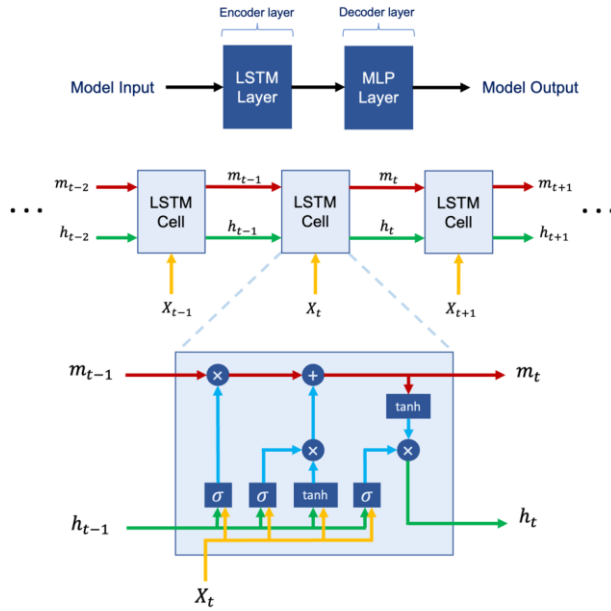 Encoder layer Decoder layer
Model Input LSTM Layer MLP Layer Model Output
m_{t-2} m_{t-1} m_t m_{t+1}
... LSTM Cell LSTM Cell LSTM Cell ...
h_{t-2} h_{t-1} h_t h_{t+1}
X_{t-1} X_t X_{t+1}
m_{t-1} × + m_t
tanh
× ×
σ σ tanh σ
h_{t-1} h_t
X_t